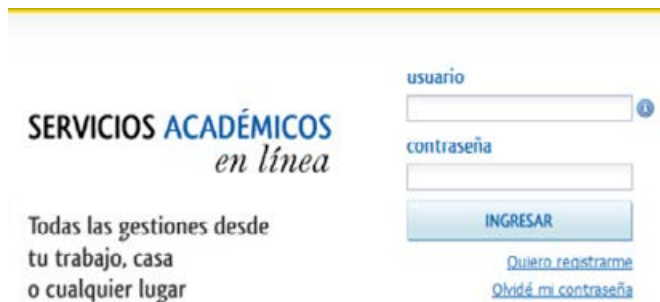 SERVICIOS ACADÉMICOS
en línea
Todas las gestiones desde
tu trabajo, casa
o cualquier lugar
usuario
contraseña
INGRESAR
Quiero registrarme
Olvidé mi contraseña